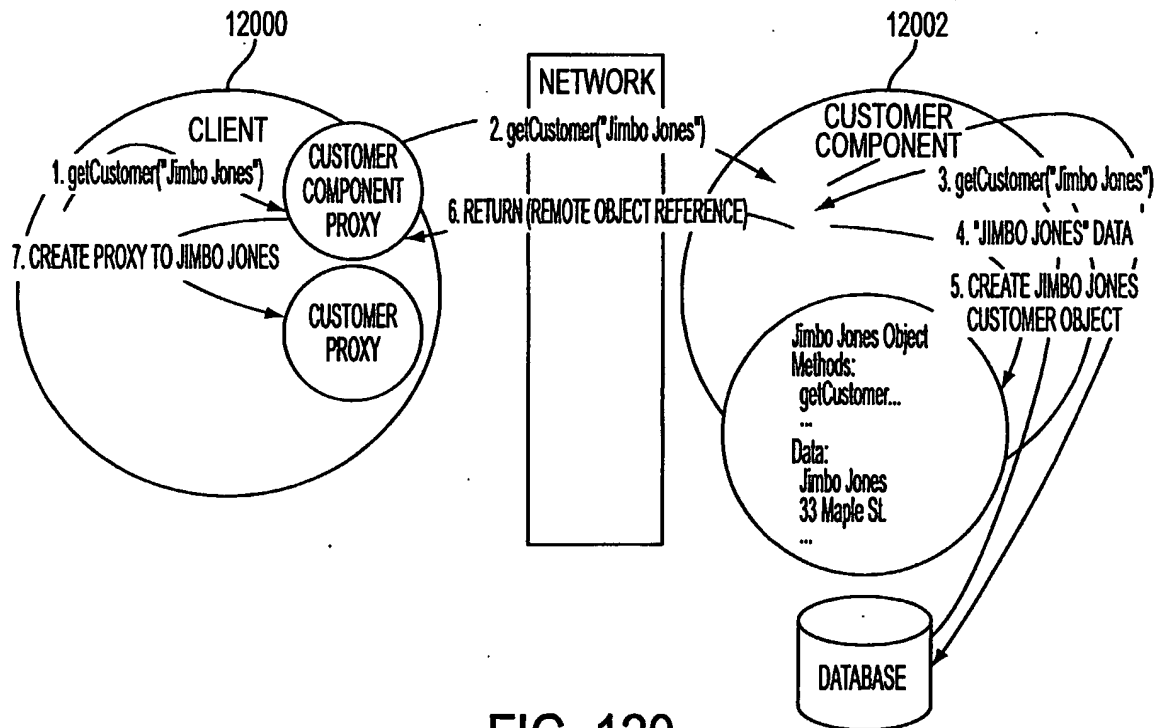 12000
12002
NETWORK
CLIENT
CUSTOMER
COMPONENT
PROXY
1. getCustomer("Jimbo Jones")
2. getCustomer("Jimbo Jones")
CUSTOMER
COMPONENT
3. getCustomer("Jimbo Jones")
6. RETURN (REMOTE OBJECT REFERENCE)
4. "JIMBO JONES" DATA
7. CREATE PROXY TO JIMBO JONES
5. CREATE JIMBO JONES
CUSTOMER OBJECT
CUSTOMER
PROXY
Jimbo Jones Object
Methods:
getCustomer...
...
Data:
Jimbo Jones
33 Maple St.
...
DATABASE
FIG. 120